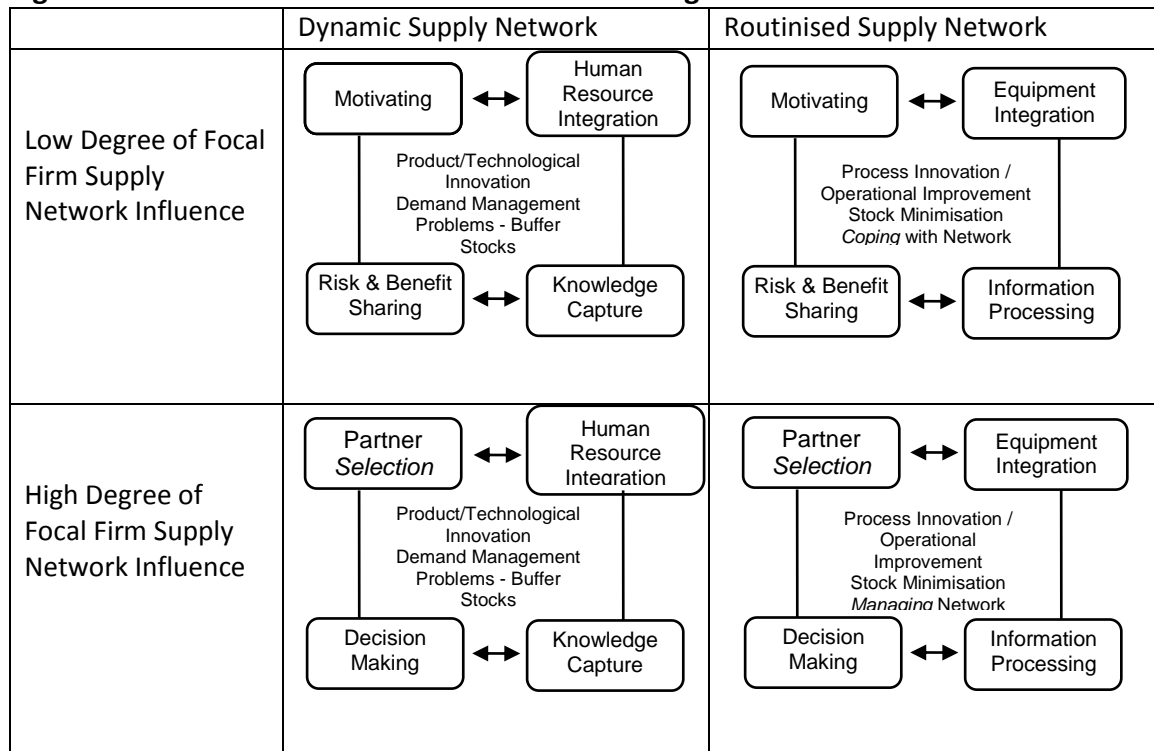 Dynamic Supply Network
Routinised Supply Network
Low Degree of Focal
Firm Supply
Network Influence
Motivating
Human
Resource
Integration
Product/Technological
Innovation
Demand Management
Problems - Buffer
Stocks
Risk & Benefit
Sharing
Knowledge
Capture
Motivating
Equipment
Integration
Process Innovation /
Operational Improvement
Stock Minimisation
Coping with Network
Risk & Benefit
Sharing
Information
Processing
High Degree of
Focal Firm Supply
Network Influence
Partner
Selection
Human
Resource
Integration
Product/Technological
Innovation
Demand Management
Problems - Buffer
Stocks
Decision
Making
Knowledge
Capture
Partner
Selection
Equipment
Integration
Process Innovation /
Operational
Improvement
Stock Minimisation
Managing Network
Decision
Making
Information
Processing